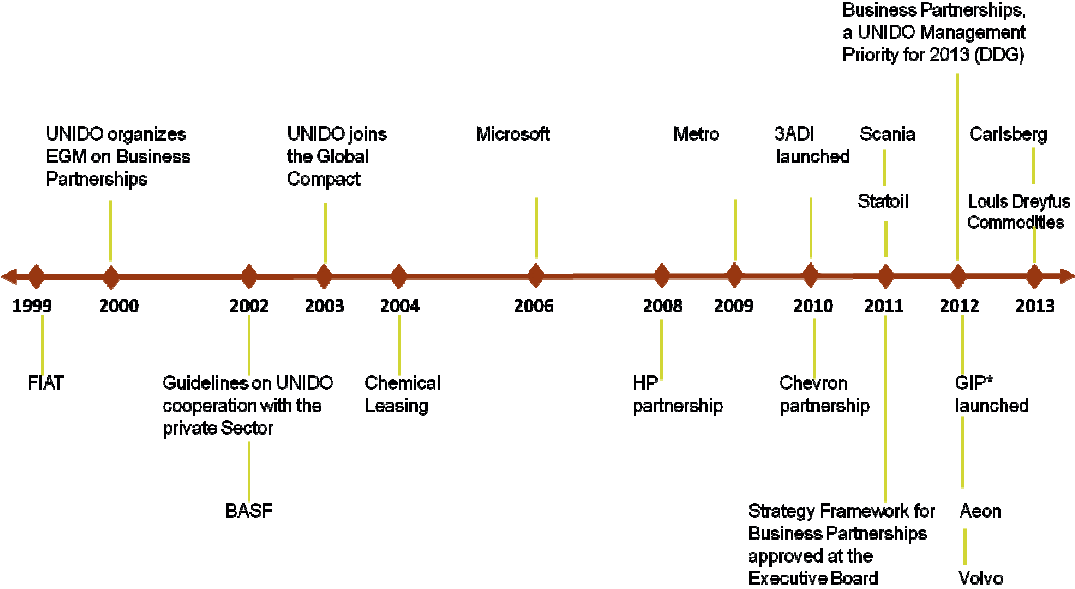 Business Partnerships,
a UNIDO Management
Priority for 2013 (DDG)
UNIDO organizes
EGM on Business
Partnerships
UNIDO joins
the Global
Compact
Microsoft
Metro
3ADI
launched
Scania
Statoil
Carlsberg
Louis Dreyfus
Commodities
1999 2000 2002 2003 2004 2006 2008 2009 2010 2011 2012 2013
FIAT
Guidelines on UNIDO
cooperation with the
private Sector
BASF
Chemical
Leasing
HP
partnership
Chevron
partnership
Strategy Framework for
Business Partnerships
approved at the
Executive Board
GIP*
launched
Aeon
Volvo